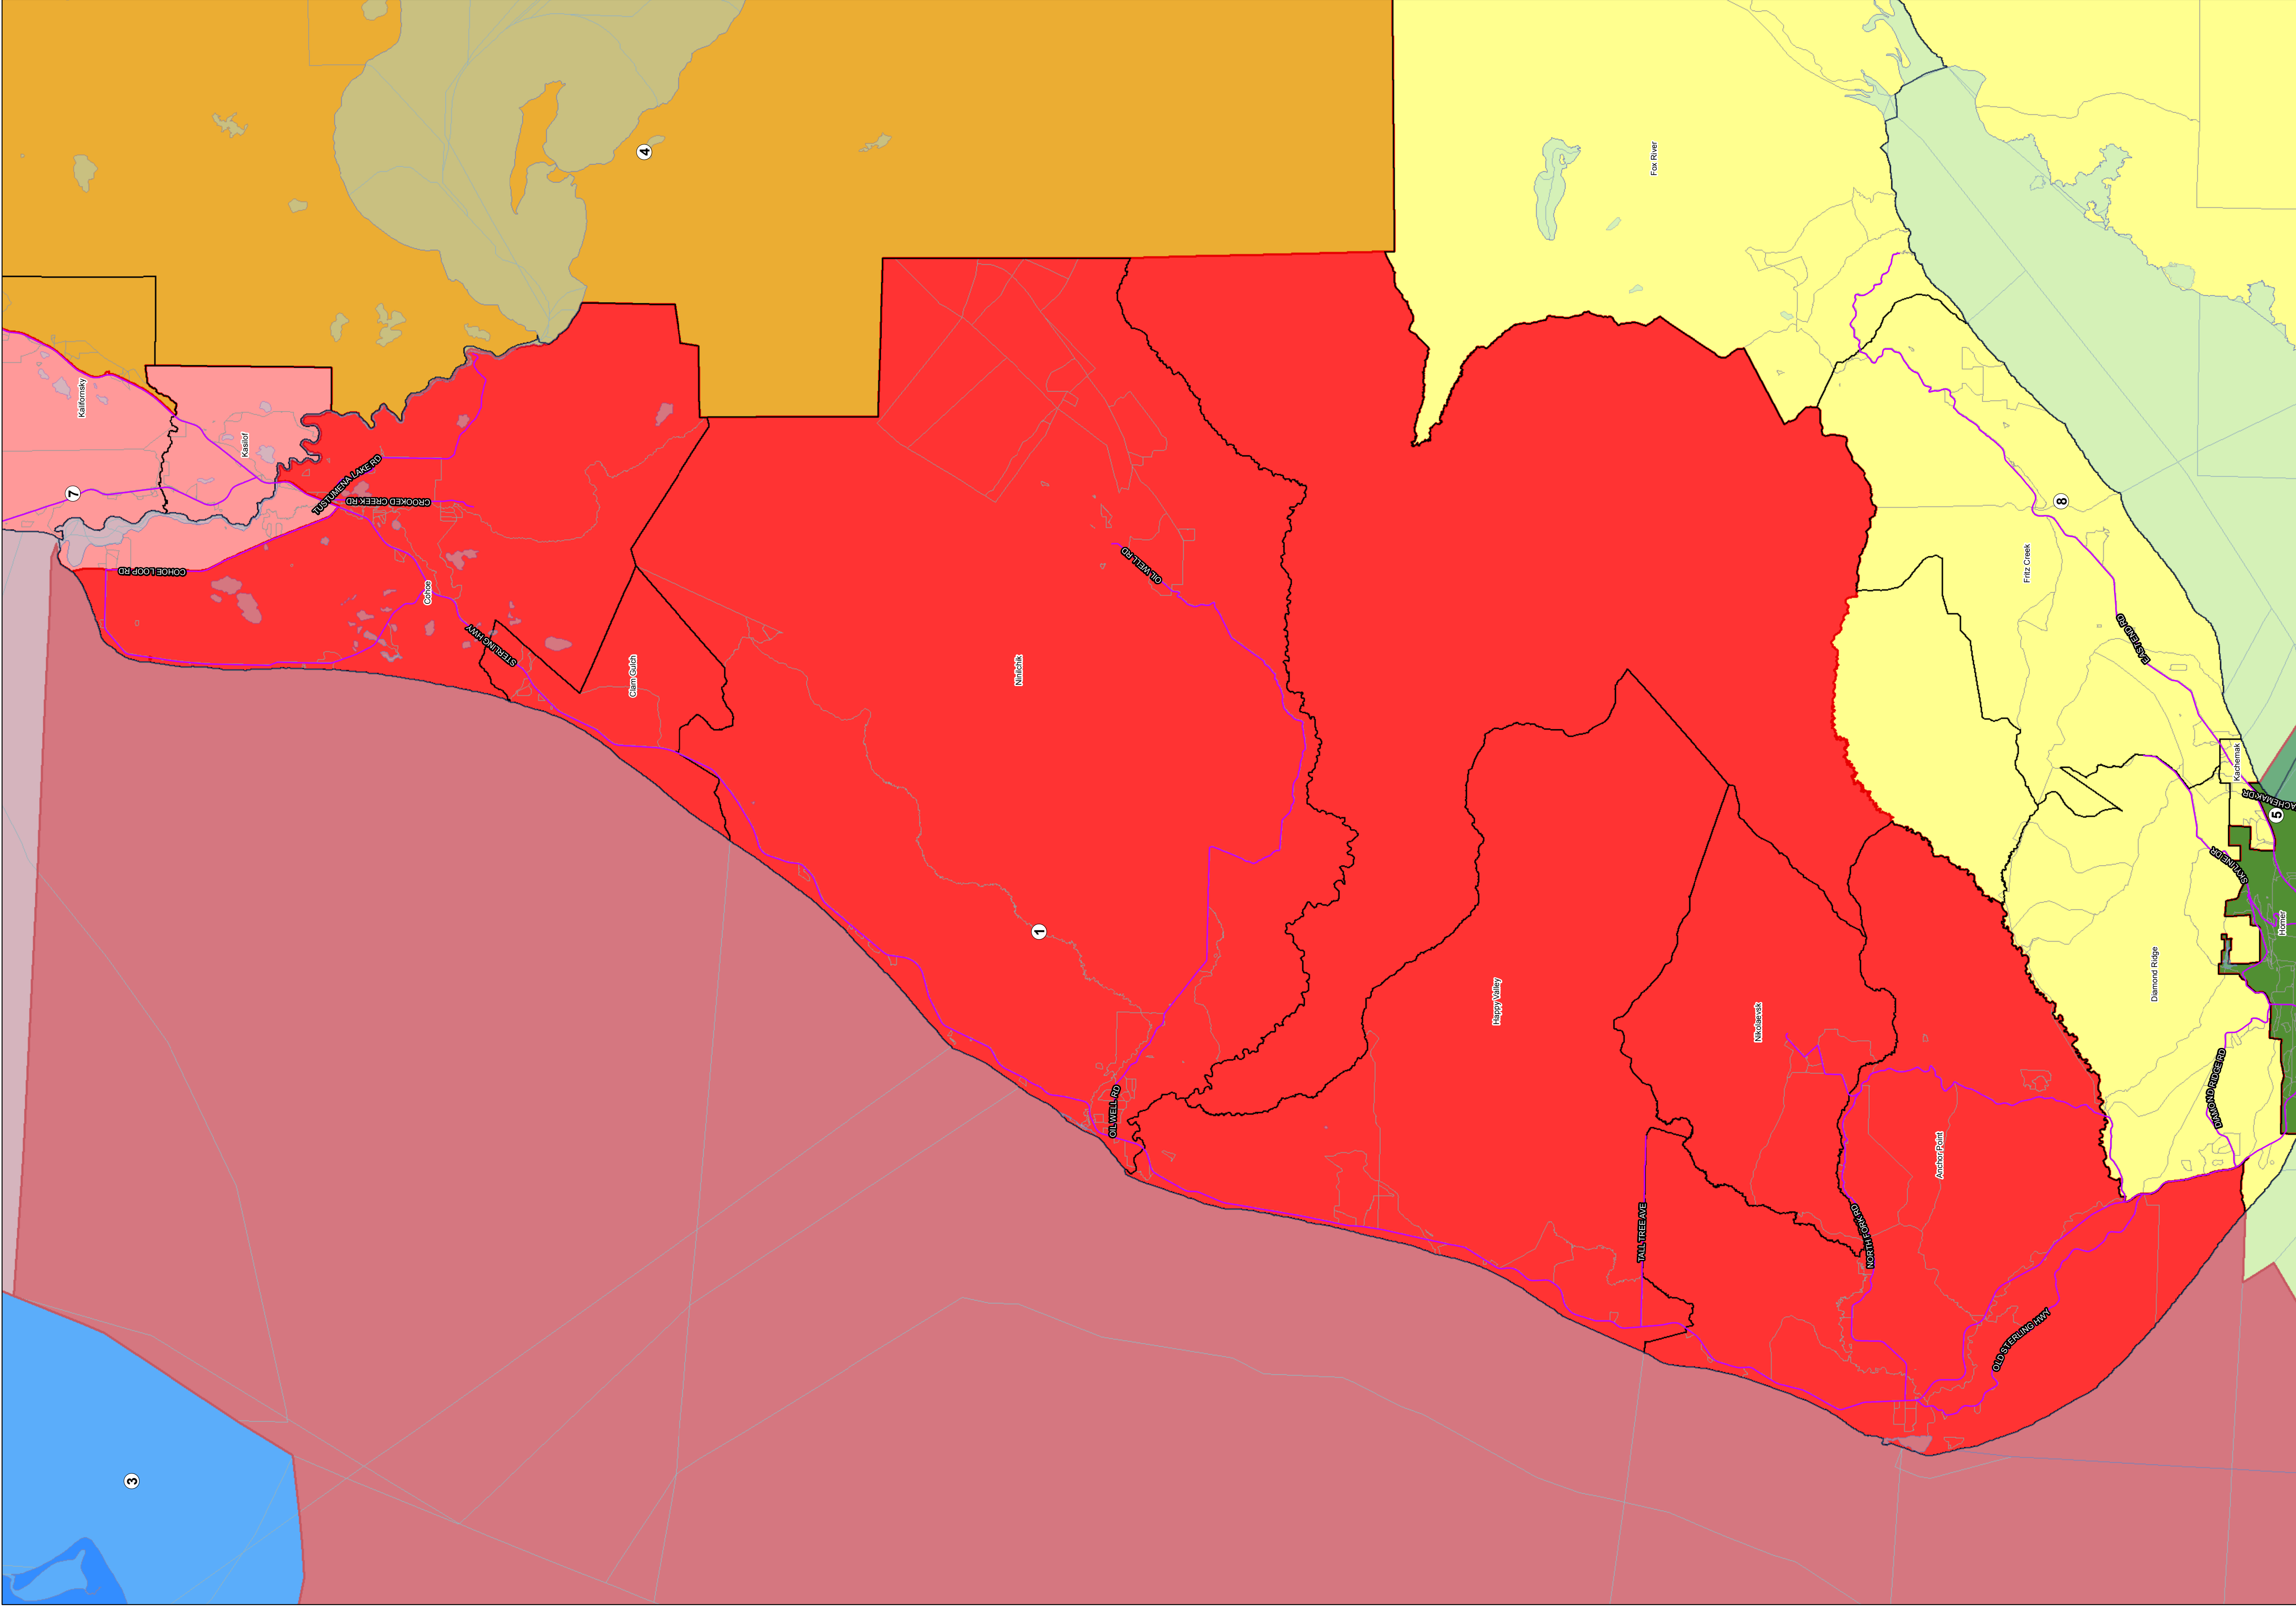 Kalifornsky
7
Kasilof
TUSTUMENA LAKE RD
CROOKED CREEK RD
COHOE LOOP RD
Cohoe
STERLING HWY
Clam Gulch
4
Ninilchik
OIL WELL RD
1
OIL WELL RD
3
Fox River
Happy Valley
Nikolaevsk
TALL TREE AVE
NORTH FORK RD
Anchor Point
OLD STERLING HWY
8
Fritz Creek
EAST END RD
Kachemak
KACHEMAK DR
5
SKYLINE DR
Homer
Diamond Ridge
DIAMOND RIDGE RD